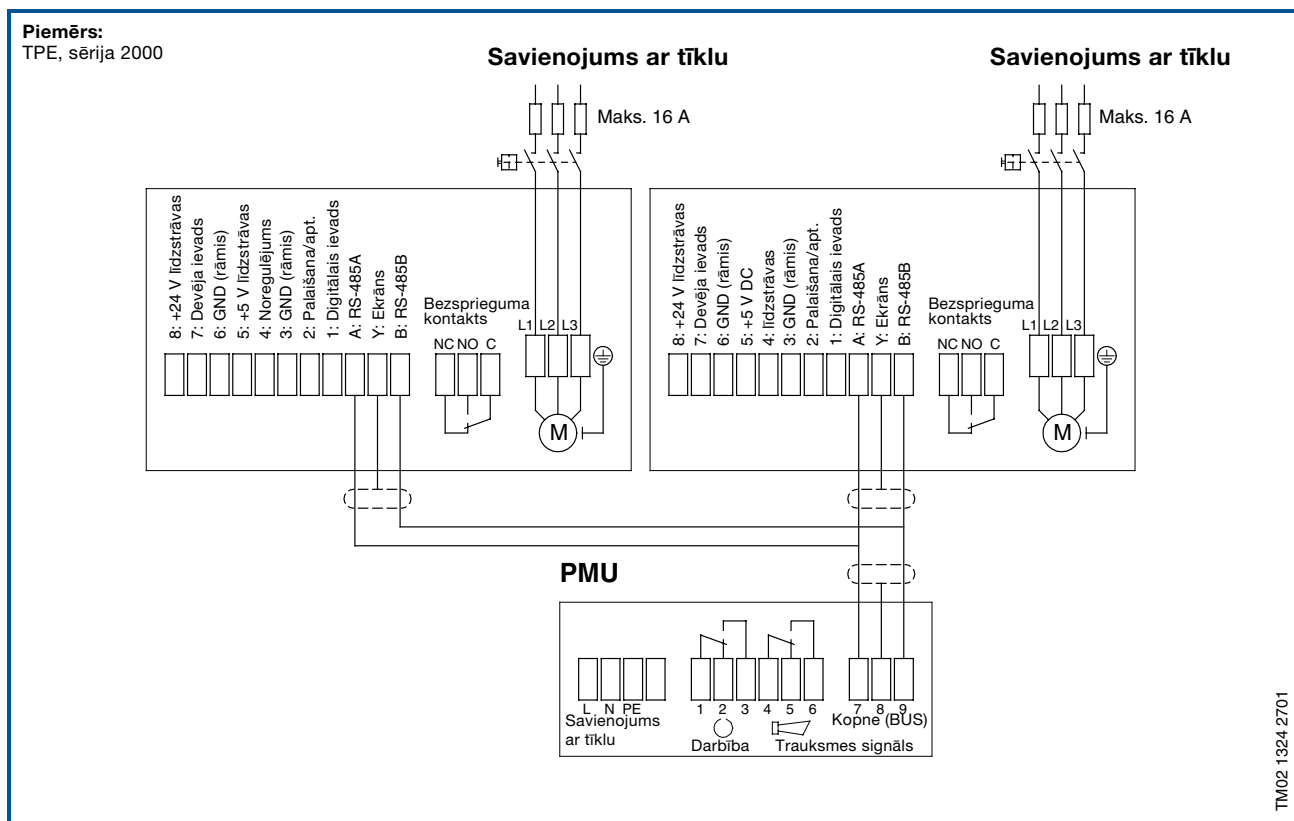 Piemērs:
TPE, sērija 2000
Savienojums ar tīklu
Maks. 16 A
8: +24 V līdzstrāvas
7: Devēja ievads
6: GND (rāmis)
5: +5 V līdzstrāvas
4: Noregulējums
3: GND (rāmis)
2: Palaišana/apt.
1: Digitālais ievads
A: RS-485A
Y: Ekrāns
B: RS-485B
Bezsprieguma
kontakts
NC NO C
L1 L2 L3
M
Savienojums ar tīklu
Maks. 16 A
8: +24 V līdzstrāvas
7: Devēja ievads
6: GND (rāmis)
5: +5 V DC
4: līdzstrāvas
3: GND (rāmis)
2: Palaišana/apt.
1: Digitālais ievads
A: RS-485A
Y: Ekrāns
B: RS-485B
Bezsprieguma
kontakts
NC NO C
L1 L2 L3
M
PMU
L N PE
Savienojums
ar tīklu
1 2 3 4 5 6
Darbība
Trauksmes signāls
7 8 9
Kopne (BUS)
TM02 1324 2701